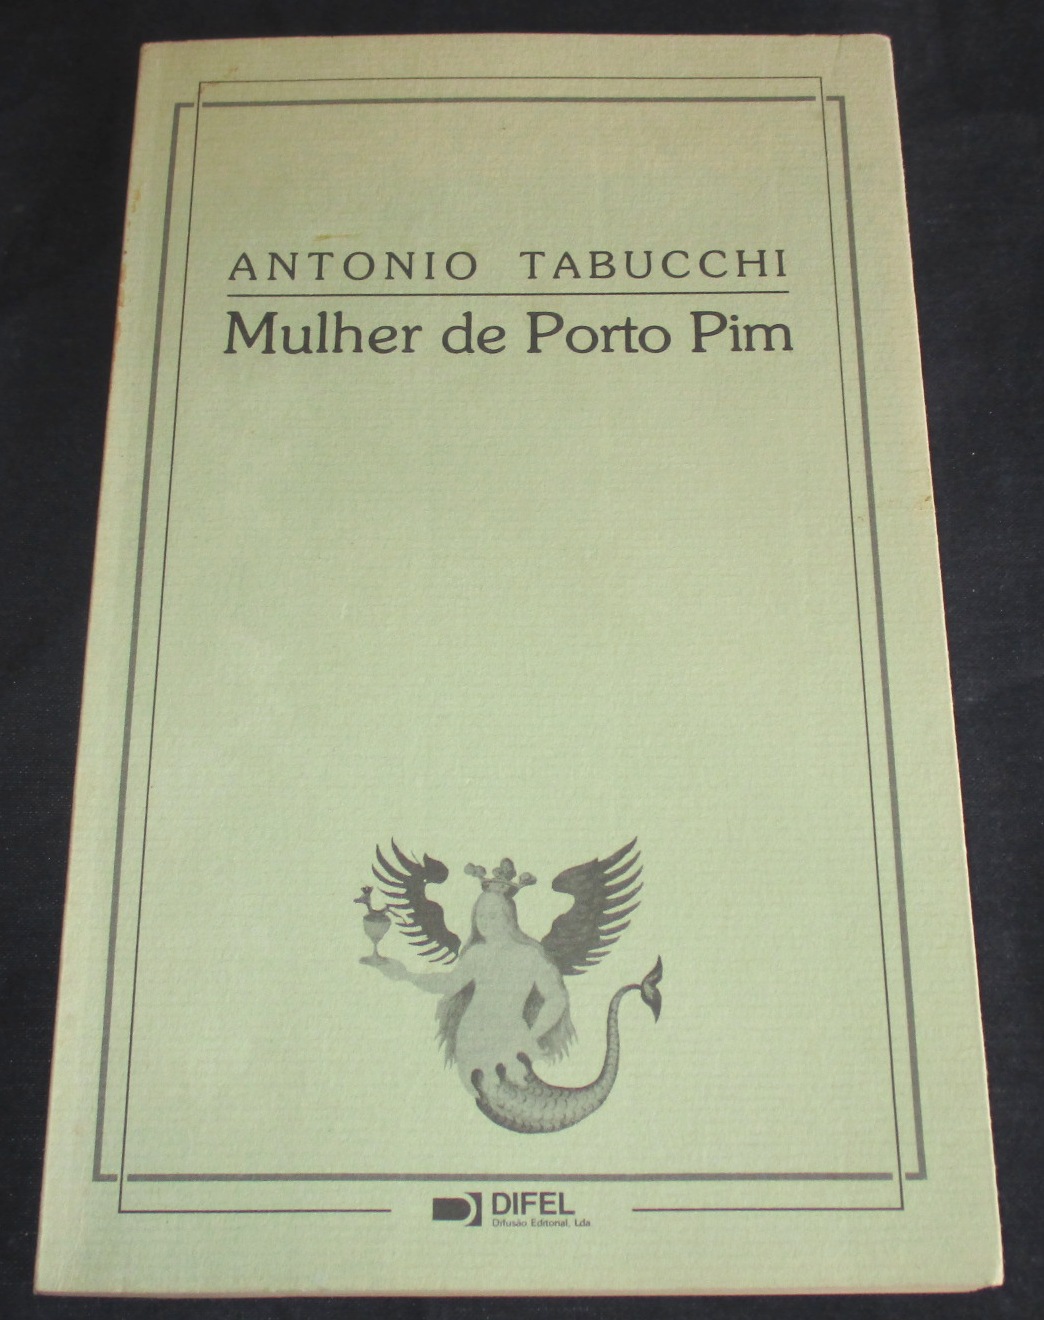 ANTONIO TABUCCHI
Mulher de Porto Pim
DIFEL
Difusão Editorial, Lda